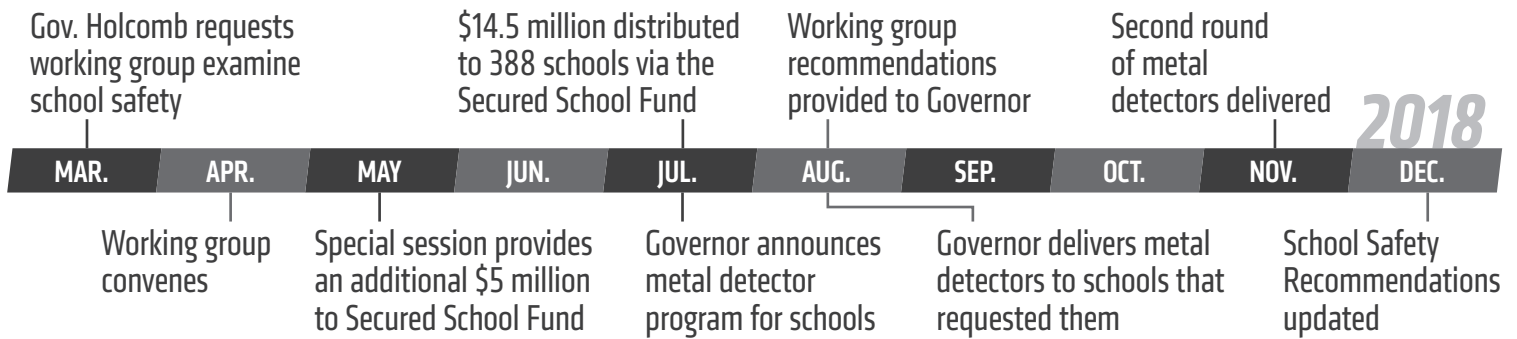 Gov. Holcomb requests
working group examine
school safety
$14.5 million distributed
to 388 schools via the
Secured School Fund
Working group
recommendations
provided to Governor
Second round
of metal
detectors delivered
2018
MAR. APR. MAY JUN. JUL. AUG. SEP. OCT. NOV. DEC.
Working group
convenes
Special session provides
an additional $5 million
to Secured School Fund
Governor announces
metal detector
program for schools
Governor delivers metal
detectors to schools that
requested them
School Safety
Recommendations
updated